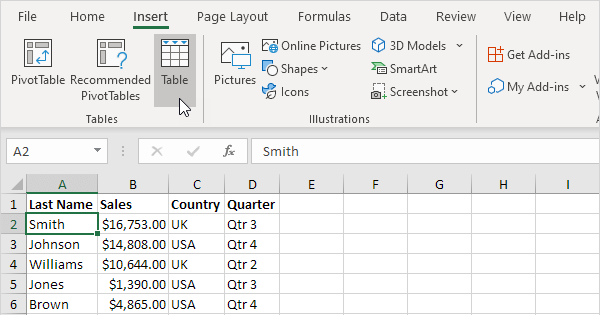 File Home Insert Page Layout Formulas Data Review View Help
PivotTable Recommended PivotTables Table
Tables
Pictures Online Pictures Shapes Icons 3D Models SmartArt Screenshot
Illustrations
Get Add-ins
My Add-ins
A2 fx Smith
A B C D E F G H I
1 Last Name Sales Country Quarter
2 Smith $16,753.00 UK Qtr 3
3 Johnson $14,808.00 USA Qtr 4
4 Williams $10,644.00 UK Qtr 2
5 Jones $1,390.00 USA Qtr 3
6 Brown $4,865.00 USA Qtr 4